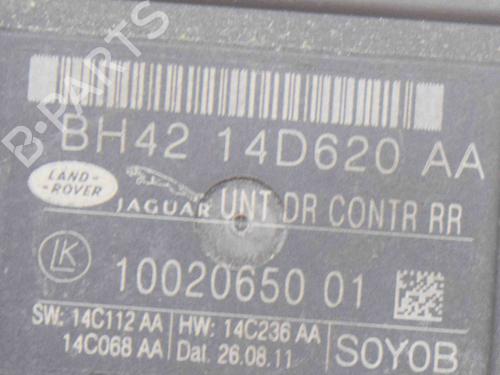 BH42 14D620 AA
LAND-
ROVER
JAGUAR UNT DR CONTR RR
LK 10020650 01
SW: 14C112 AA HW: 14C236 AA
14C068 AA Dat. 26.08.11 SOYOB
B-PARTS